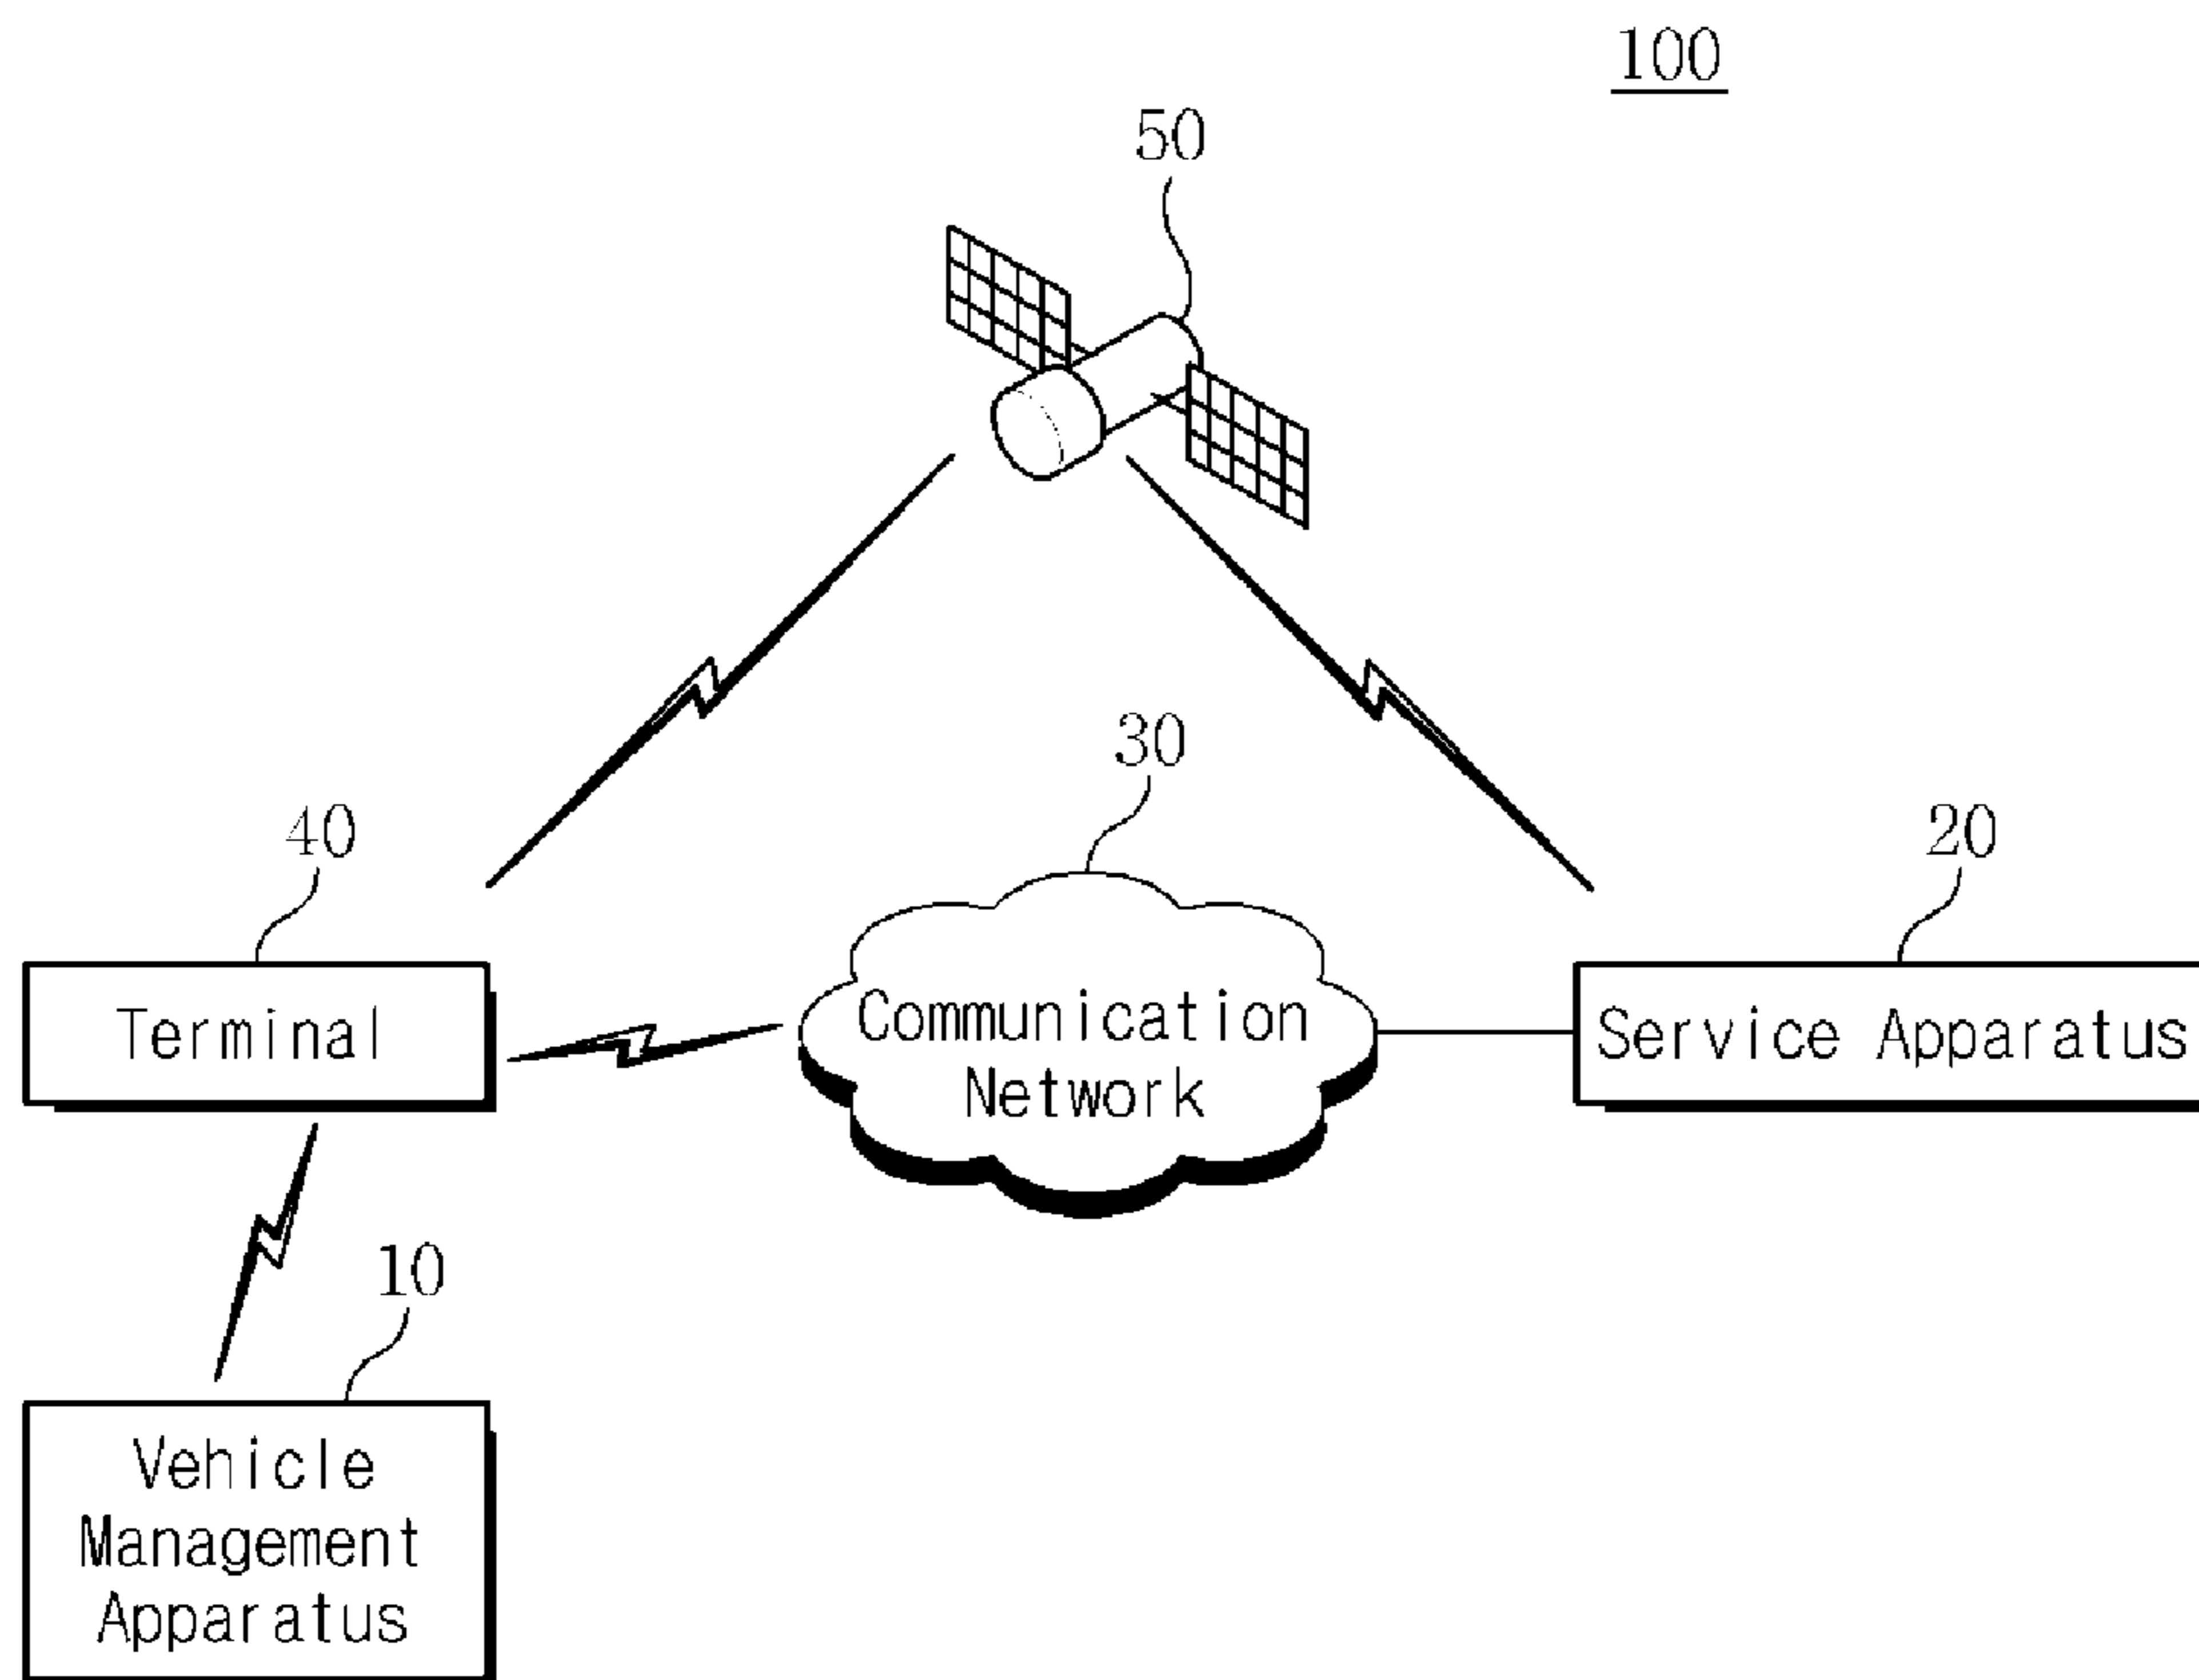 100
50
30
40
20
Terminal
Communication
Network
Service Apparatus
10
Vehicle
Management
Apparatus